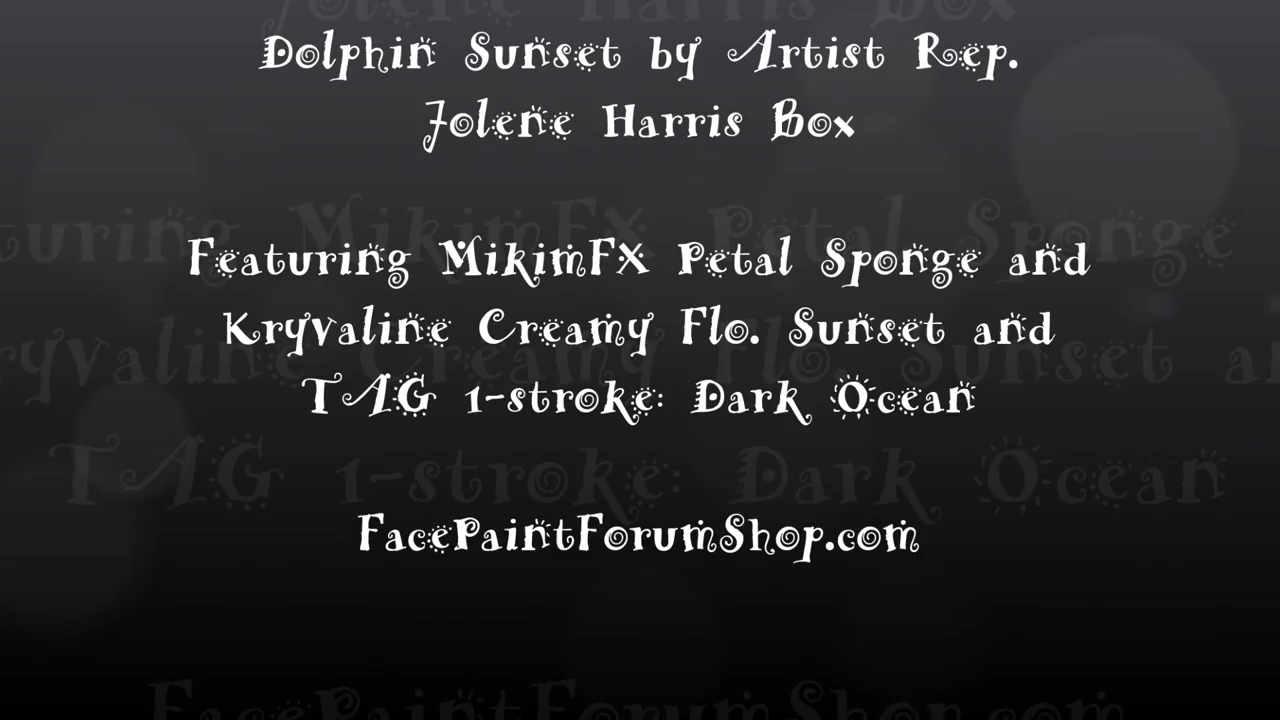 Dolphin Sunset by Artist Rep.
Jolene Harris Box
Featuring MikimFX Petal Sponge and
Kryvaline Creamy Flo. Sunset and
TAG 1-stroke: Dark Ocean
FacePaintForumShop.com